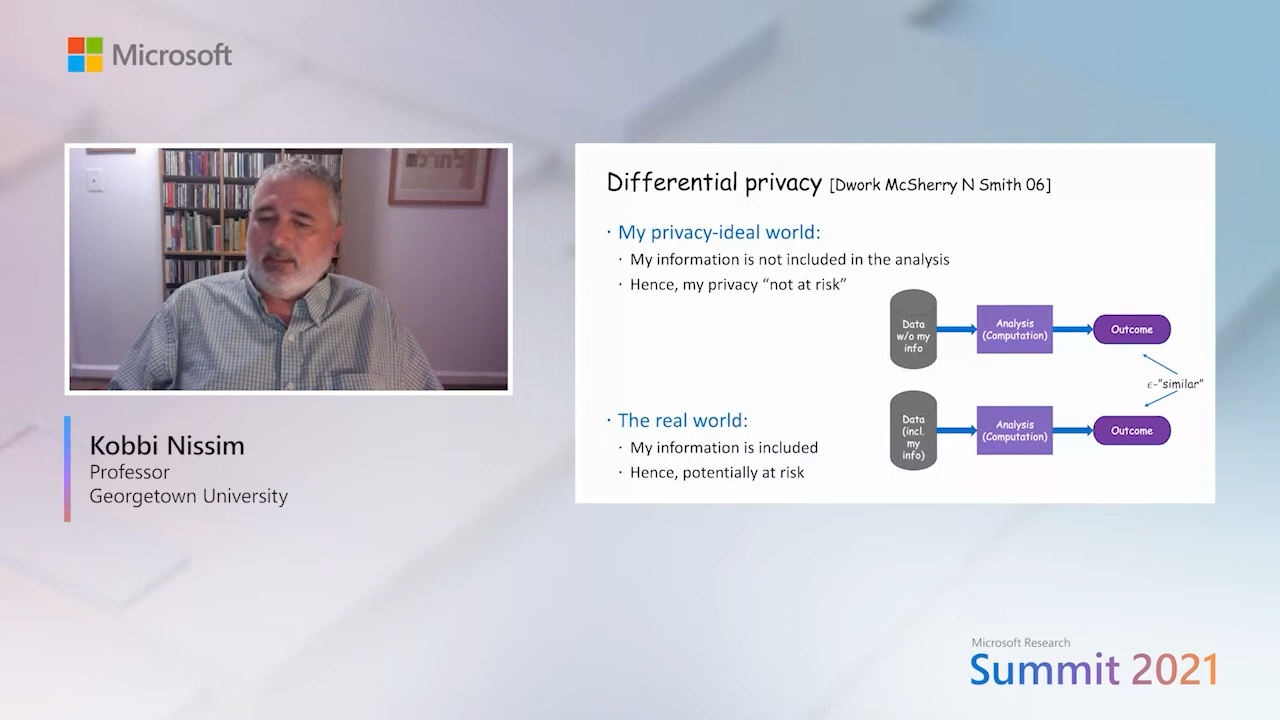 Microsoft
Differential privacy [Dwork McSherry N Smith 06]
· My privacy-ideal world:
· My information is not included in the analysis
· Hence, my privacy “not at risk”
Data
w/o my
info
Analysis
(Computation)
Outcome
ϵ-“similar”
· The real world:
· My information is included
· Hence, potentially at risk
Data
(incl.
my
info)
Analysis
(Computation)
Outcome
Kobbi Nissim
Professor
Georgetown University
Microsoft Research
Summit 2021